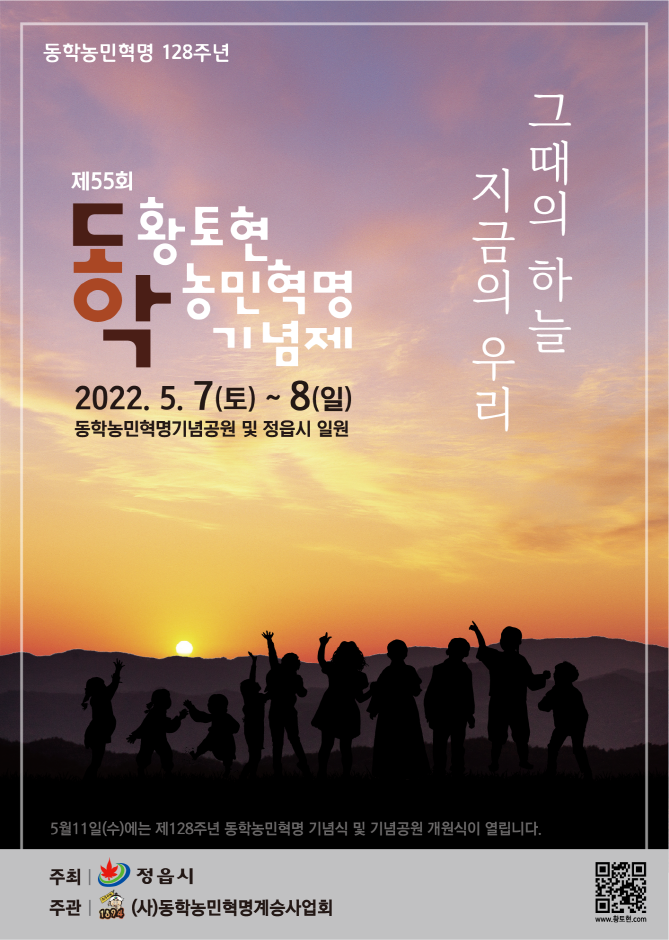 동학농민혁명 128주년
그때의 하늘
지금의 우리
제55회
동학
황토현
농민혁명
기념제
2022. 5. 7(토) ~ 8(일)
동학농민혁명기념공원 및 정읍시 일원
5월11일(수)에는 제128주년 동학농민혁명 기념식 및 기념공원 개원식이 열립니다.
주최 | 정읍시
주관 | 1894 (사)동학농민혁명계승사업회
www.황토현.com